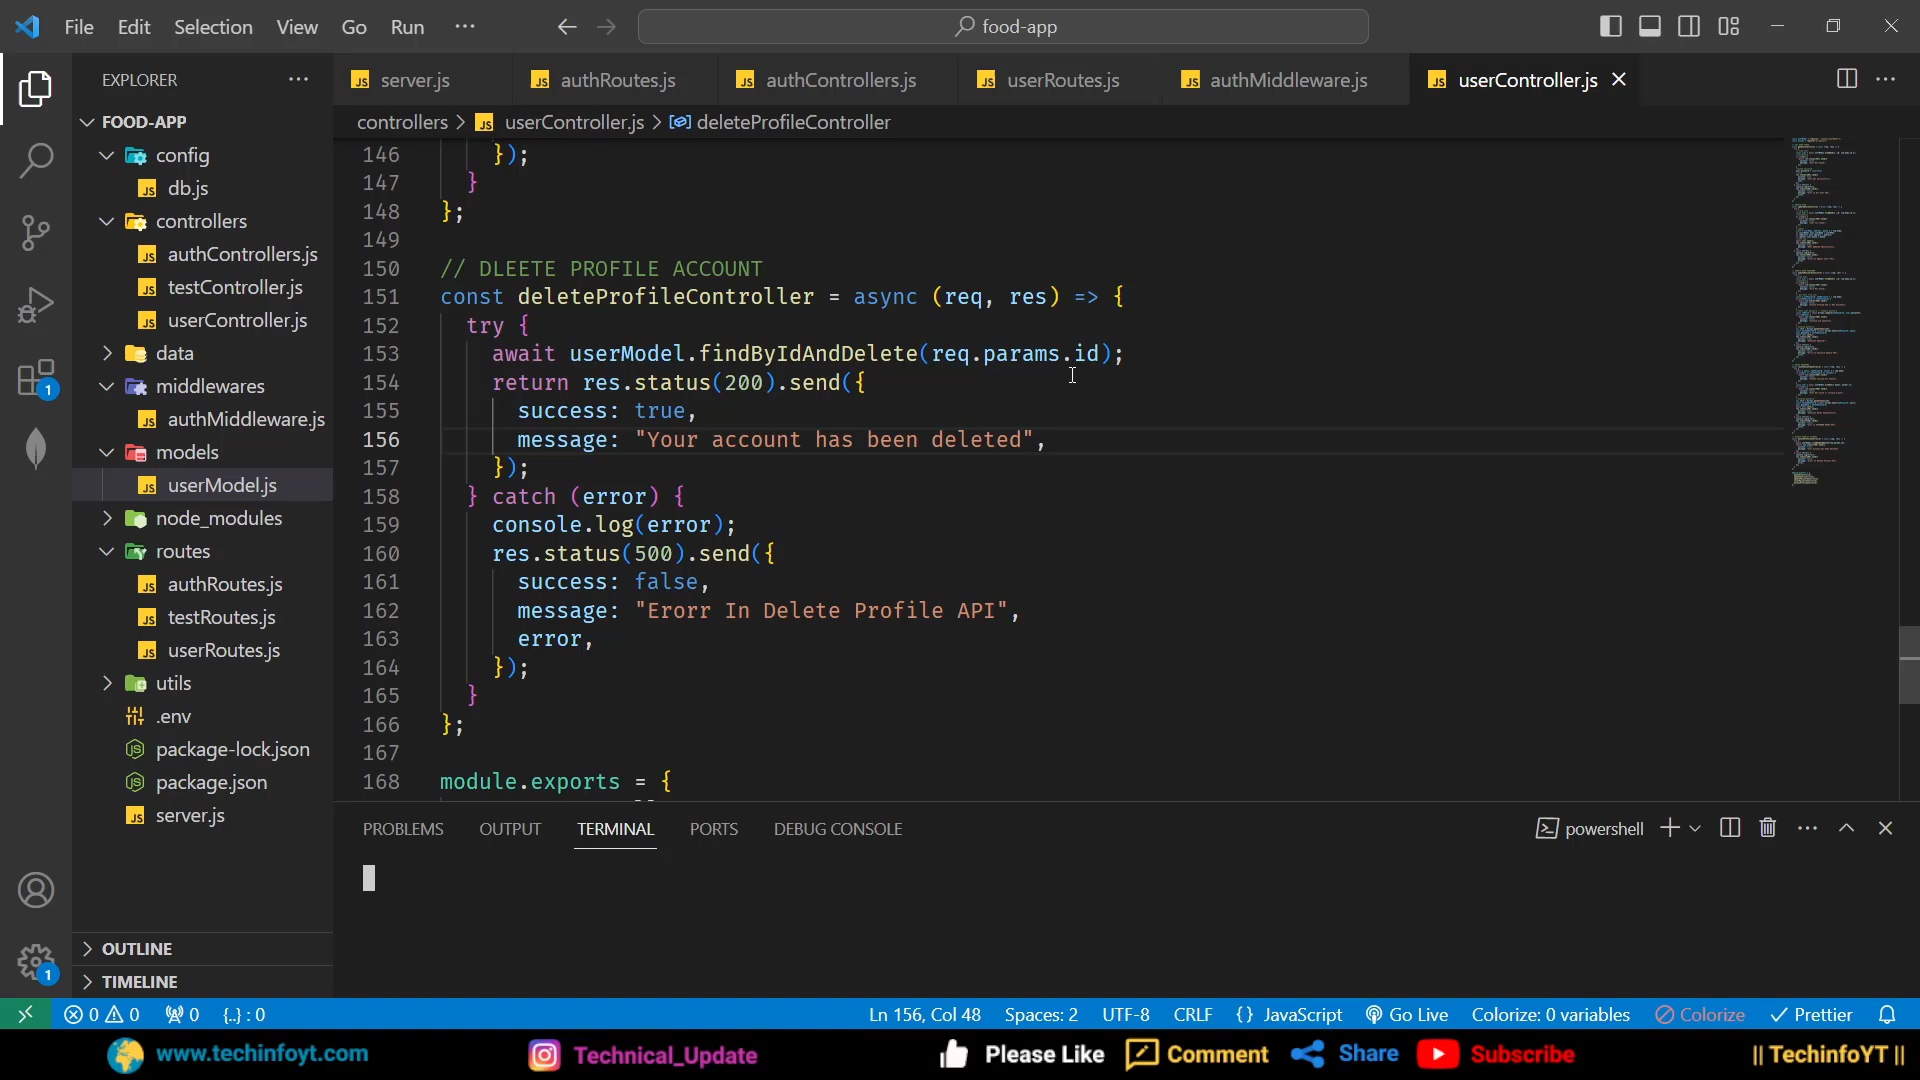 File Edit Selection View Go Run ··· food-app
EXPLORER ···
server.js authRoutes.js authControllers.js userRoutes.js authMiddleware.js userController.js
controllers > userController.js > deleteProfileController
FOOD-APP
config
db.js
controllers
authControllers.js
testController.js
userController.js
data
middlewares
authMiddleware.js
models
userModel.js
node_modules
routes
authRoutes.js
testRoutes.js
userRoutes.js
utils
.env
package-lock.json
package.json
server.js
OUTLINE
TIMELINE
1
1
146 });
147 }
148 };
149
150 // DLEETE PROFILE ACCOUNT
151 const deleteProfileController = async (req, res) => {
152 try {
153 await userModel.findByIdAndDelete(req.params.id);
154 return res.status(200).send({
155 success: true,
156 message: "Your account has been deleted",
157 });
158 } catch (error) {
159 console.log(error);
160 res.status(500).send({
161 success: false,
162 message: "Erorr In Delete Profile API",
163 error,
164 });
165 }
166 };
167
168 module.exports = {
PROBLEMS OUTPUT TERMINAL PORTS DEBUG CONSOLE powershell
0 0 0 {..} : 0 Ln 156, Col 48 Spaces: 2 UTF-8 CRLF {} JavaScript Go Live Colorize: 0 variables Colorize Prettier
www.techinfoyt.com Technical_Update Please Like Comment Share Subscribe || TechinfoYT ||